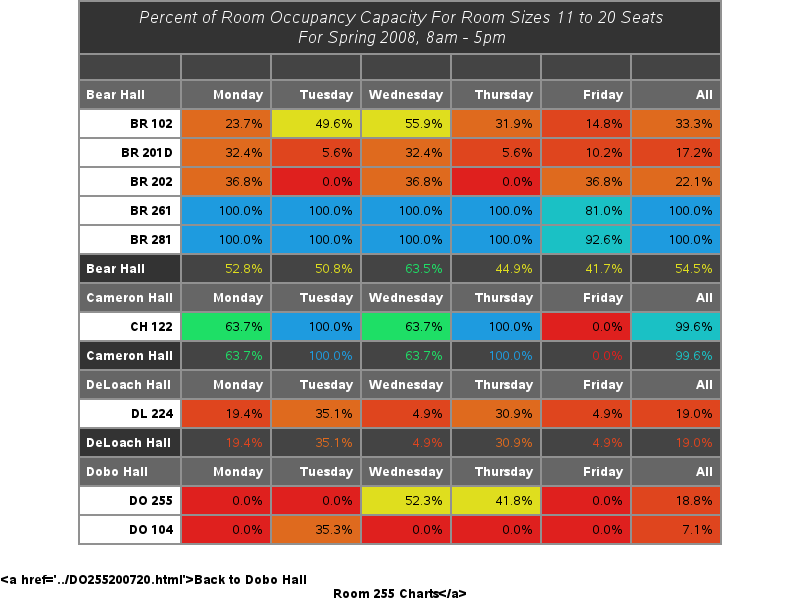 Percent of Room Occupancy Capacity For Room Sizes 11 to 20 Seats
For Spring 2008, 8am - 5pm
Bear Hall Monday Tuesday Wednesday Thursday Friday All
BR 102 23.7% 49.6% 55.9% 31.9% 14.8% 33.3%
BR 201D 32.4% 5.6% 32.4% 5.6% 10.2% 17.2%
BR 202 36.8% 0.0% 36.8% 0.0% 36.8% 22.1%
BR 261 100.0% 100.0% 100.0% 100.0% 81.0% 100.0%
BR 281 100.0% 100.0% 100.0% 100.0% 92.6% 100.0%
Bear Hall 52.8% 50.8% 63.5% 44.9% 41.7% 54.5%
Cameron Hall Monday Tuesday Wednesday Thursday Friday All
CH 122 63.7% 100.0% 63.7% 100.0% 0.0% 99.6%
Cameron Hall 63.7% 100.0% 63.7% 100.0% 0.0% 99.6%
DeLoach Hall Monday Tuesday Wednesday Thursday Friday All
DL 224 19.4% 35.1% 4.9% 30.9% 4.9% 19.0%
DeLoach Hall 19.4% 35.1% 4.9% 30.9% 4.9% 19.0%
Dobo Hall Monday Tuesday Wednesday Thursday Friday All
DO 255 0.0% 0.0% 52.3% 41.8% 0.0% 18.8%
DO 104 0.0% 35.3% 0.0% 0.0% 0.0% 7.1%
<a href='../DO255200720.html'>Back to Dobo Hall
Room 255 Charts</a>